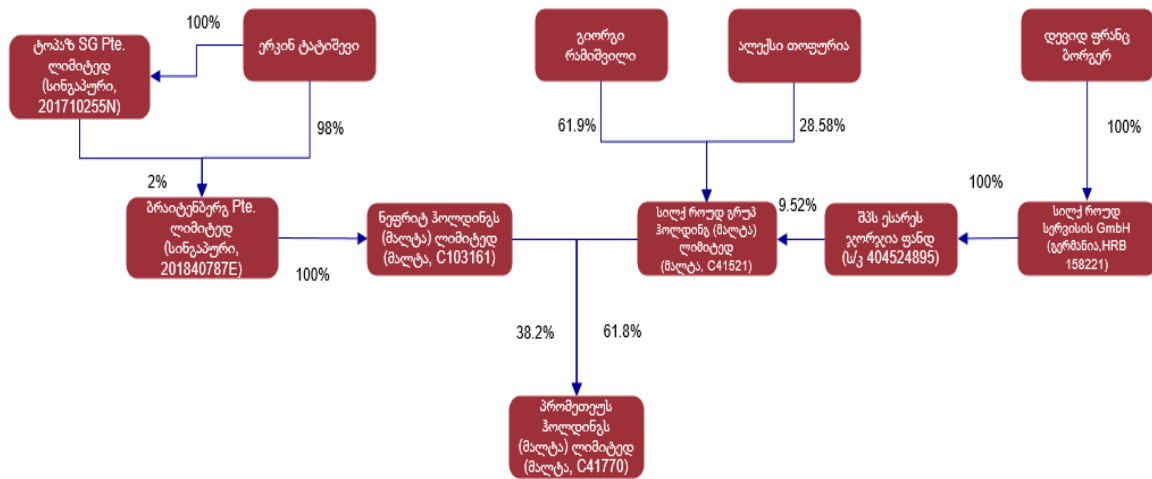 100%
ტოპაზ SG Pte.
ლიმიტედ
(სინგაპური,
201710255N)
ერკინ ტატიშევი
გიორგი
რამიშვილი
ალექსი თოფურია
დევიდ ფრანც
ბორგერ
98%
61.9%
28.58%
100%
2%
ბრაიტენბერგ Pte.
ლიმიტედ
(სინგაპური,
201840787E)
100%
ნეფრიტ ჰოლდინგს
(მალტა) ლიმიტედ
(მალტა, C103161)
სილქ როუდ გრუპ
ჰოლდინგ (მალტა)
ლიმიტედ
(მალტა, C41521)
9.52%
შპს ესარეს
ჯორჯია ფანდ
(ს/კ 404524895)
100%
სილქ როუდ
სერვისის GmbH
(გერმანია,HRB
158221)
38.2%
61.8%
პრომეთეუს
ჰოლდინგს
(მალტა) ლიმიტედ
(მალტა, C41770)